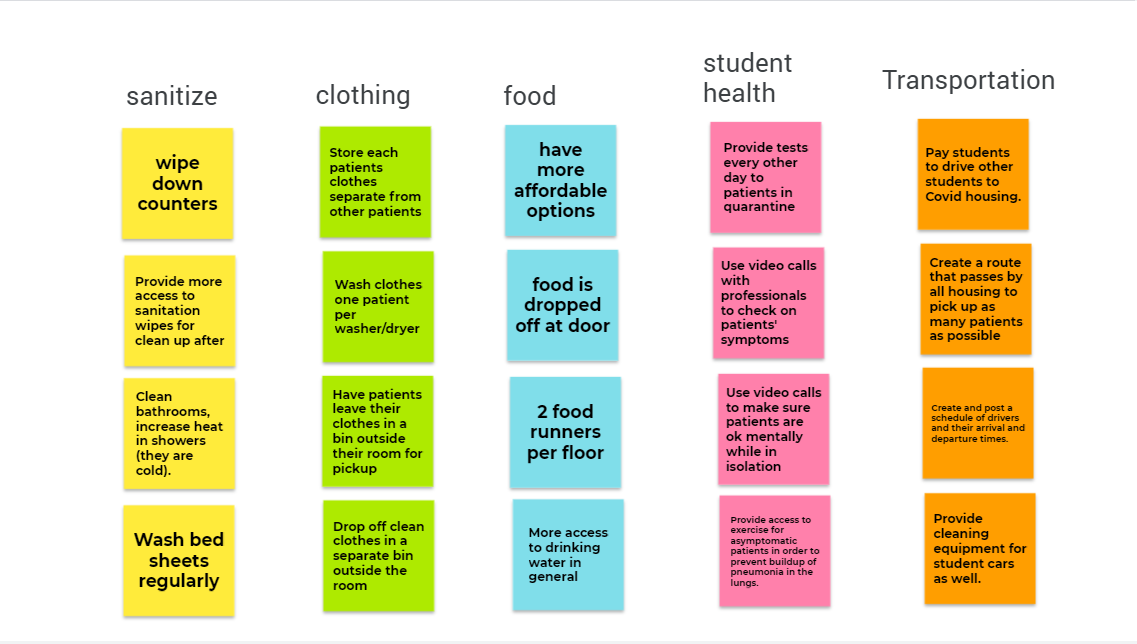 sanitize
wipe
down
counters
Provide more
access to
sanitation
wipes for
clean up after
Clean
bathrooms,
increase heat
in showers
(they are
cold).
Wash bed
sheets
regularly
clothing
Store each
patients
clothes
separate from
other patients
Wash clothes
one patient
per
washer/dryer
Have patients
leave their
clothes in a
bin outside
their room for
pickup
Drop off clean
clothes in a
separate bin
outside the
room
food
have
more
affordable
options
food is
dropped
off at door
2 food
runners
per floor
More access
to drinking
water in
general
student
health
Provide tests
every other
day to
patients in
quarantine
Use video calls
with
professionals
to check on
patients'
symptoms
Use video calls
to make sure
patients are
ok mentally
while in
isolation
Provide access to
exercise for
asymptomatic
patients in order to
prevent buildup of
pneumonia in the
lungs.
Transportation
Pay students
to drive other
students to
Covid housing.
Create a route
that passes by
all housing to
pick up as
many patients
as possible
Create and post a
schedule of drivers
and their arrival and
departure times.
Provide
cleaning
equipment for
student cars
as well.